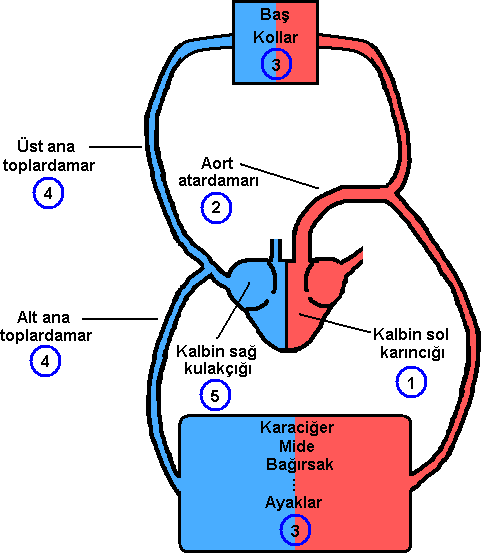 Baş
Kollar
3
Üst ana
toplardamar
4
Aort
atardamarı
2
Alt ana
toplardamar
4
Kalbin sağ
kulakçığı
5
Kalbin sol
karıncığı
1
Karaciğer
Mide
Bağırsak
...
Ayaklar
3